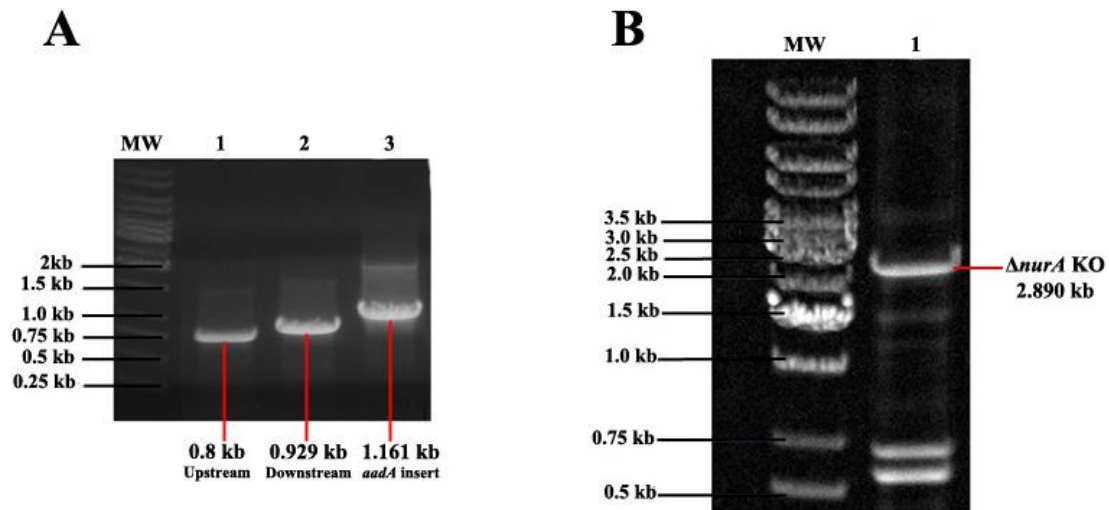 A
MW 1 2 3
2kb
1.5 kb
1.0 kb
0.75 kb
0.5 kb
0.25 kb
0.8 kb 0.929 kb 1.161 kb
Upstream Downstream aadA insert
B
MW 1
3.5 kb
3.0 kb
2.5 kb
2.0 kb
1.5 kb
1.0 kb
0.75 kb
0.5 kb
ΔnurA KO
2.890 kb